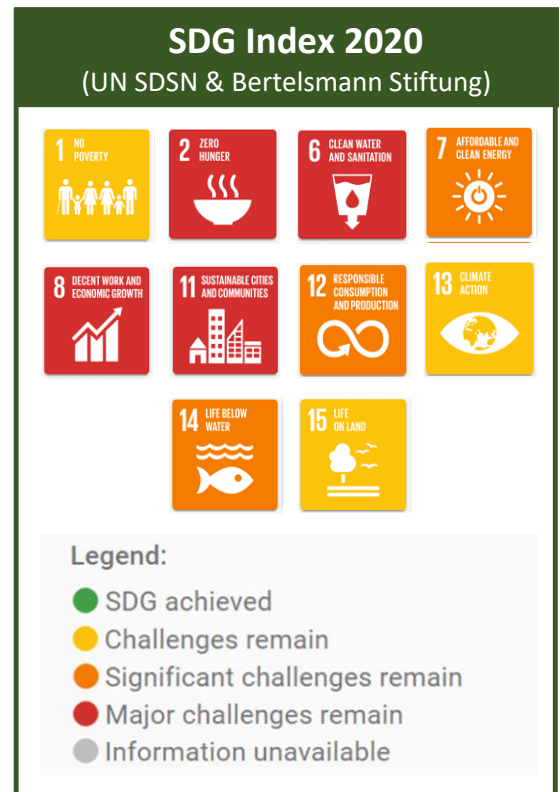 SDG Index 2020
(UN SDSN & Bertelsmann Stiftung)
1 NO
POVERTY
2 ZERO
HUNGER
6 CLEAN WATER
AND SANITATION
7 AFFORDABLE AND
CLEAN ENERGY
8 DECENT WORK AND
ECONOMIC GROWTH
11 SUSTAINABLE CITIES
AND COMMUNITIES
12 RESPONSIBLE
CONSUMPTION
AND PRODUCTION
13 CLIMATE
ACTION
14 LIFE BELOW
WATER
15 LIFE
ON LAND
Legend:
SDG achieved
Challenges remain
Significant challenges remain
Major challenges remain
Information unavailable